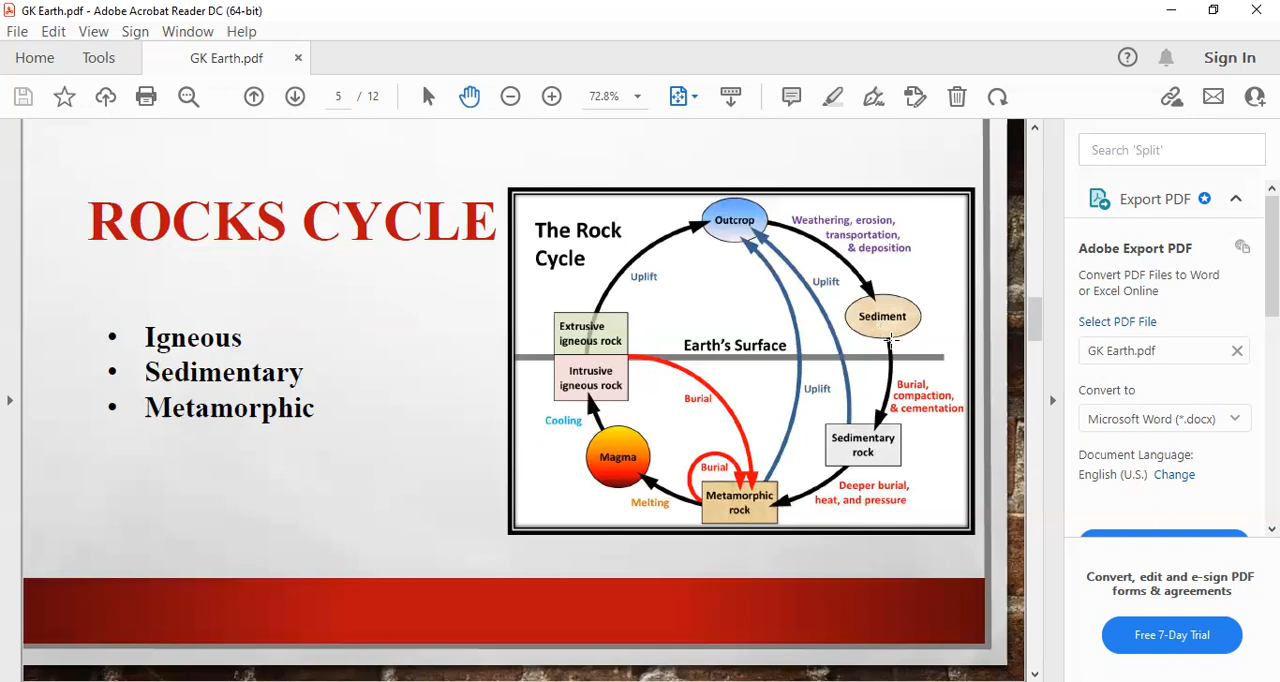 GK Earth.pdf - Adobe Acrobat Reader DC (64-bit)
File Edit View Sign Window Help
Home Tools GK Earth.pdf × Sign In
5 / 12 72.8%
ROCKS CYCLE
• Igneous
• Sedimentary
• Metamorphic
The Rock
Cycle
Outcrop
Weathering, erosion,
transportation,
& deposition
Uplift
Uplift
Sediment
Extrusive
igneous rock
Earth's Surface
Intrusive
igneous rock
Burial
Uplift
Burial,
compaction,
& cementation
Cooling
Magma
Sedimentary
rock
Burial
Melting
Metamorphic
rock
Deeper burial,
heat, and pressure
Search 'Split'
Export PDF
Adobe Export PDF
Convert PDF Files to Word
or Excel Online
Select PDF File
GK Earth.pdf
Convert to
Microsoft Word (*.docx)
Document Language:
English (U.S.) Change
Convert, edit and e-sign PDF
forms & agreements
Free 7-Day Trial